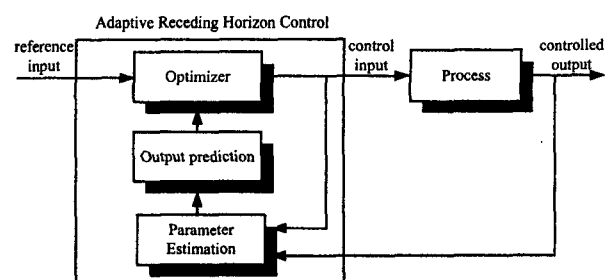 Adaptive Receding Horizon Control
reference
input
Optimizer
control
input
Process
controlled
output
Output prediction
Parameter
Estimation